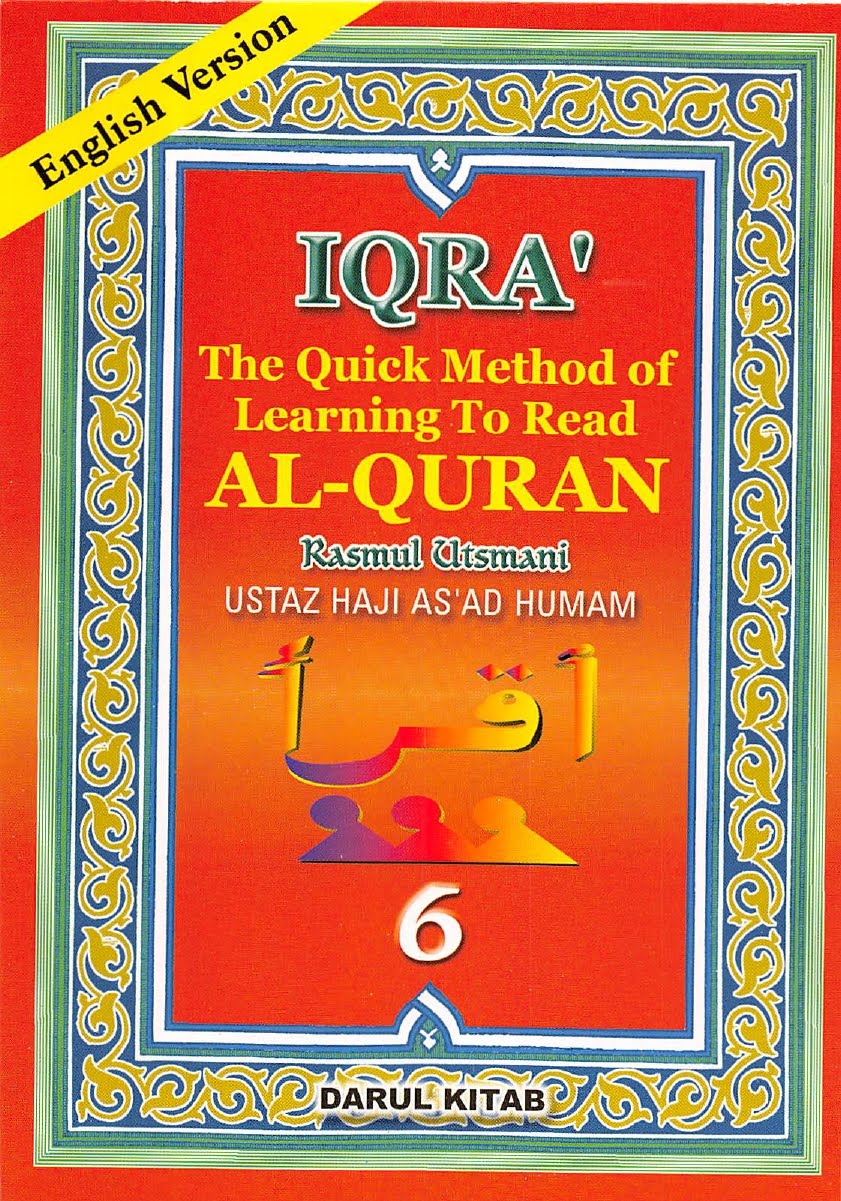 English Version
IQRA'
The Quick Method of
Learning To Read
AL-QURAN
Rasmul Utsmani
USTAZ HAJI AS'AD HUMAM
أقرأ
6
DARUL KITAB